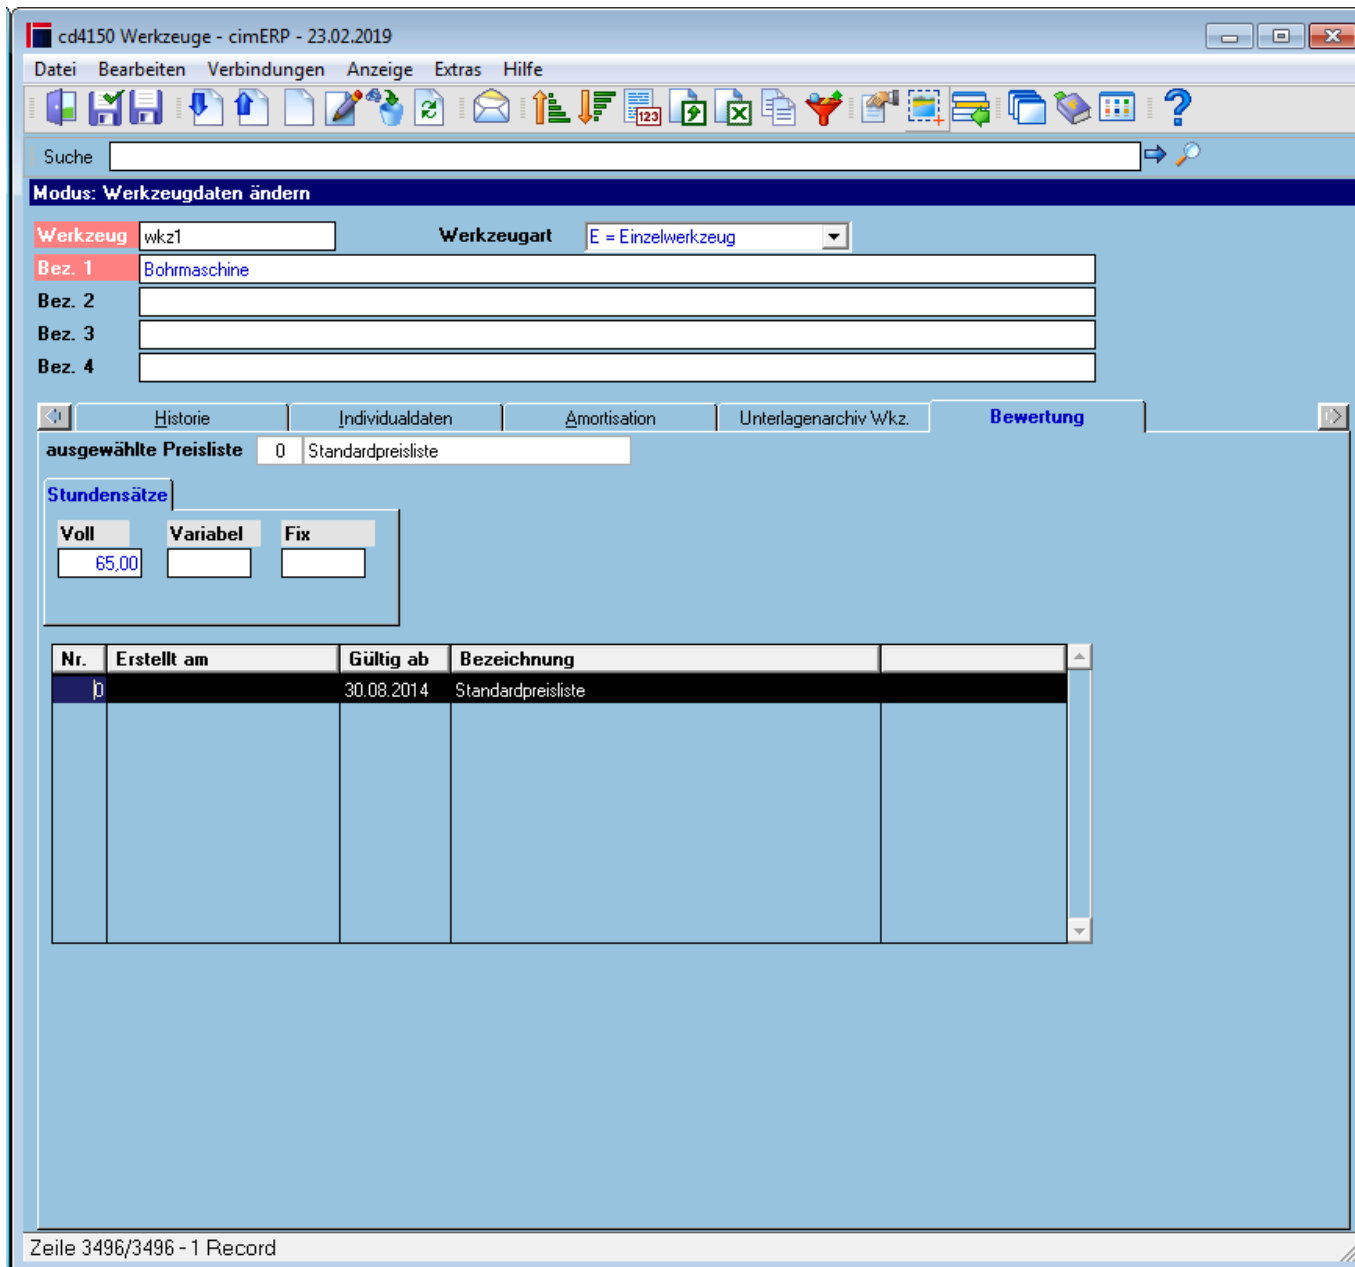 cd4150 Werkzeuge - cimERP - 23.02.2019
Datei Bearbeiten Verbindungen Anzeige Extras Hilfe
123
Suche
Modus: Werkzeugdaten ändern
Werkzeug wkz1 Werkzeugart E = Einzelwerkzeug
Bez. 1 Bohrmaschine
Bez. 2
Bez. 3
Bez. 4
Historie Individualdaten Amortisation Unterlagenarchiv Wkz. Bewertung
ausgewählte Preisliste 0 Standardpreisliste
Stundensätze
Voll Variabel Fix
65,00
Nr. Erstellt am Gültig ab Bezeichnung
0 30.08.2014 Standardpreisliste
Zeile 3496/3496 - 1 Record